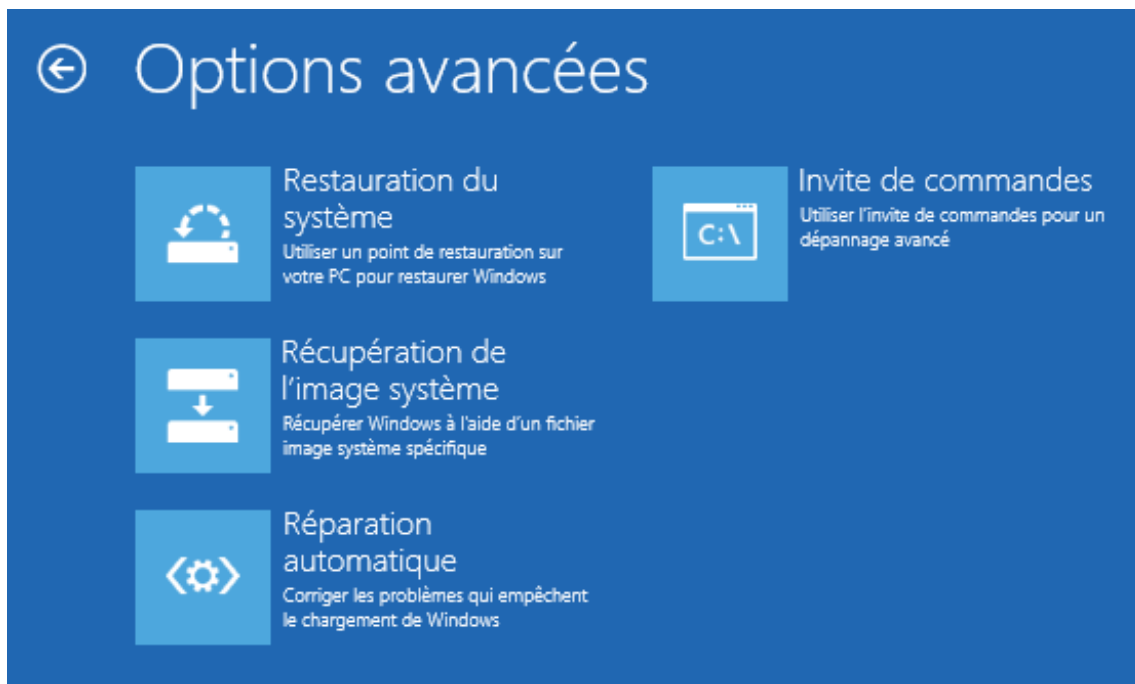 Options avancées
Restauration du
système
Utiliser un point de restauration sur
votre PC pour restaurer Windows
Récupération de
l'image système
Récupérer Windows à l'aide d'un fichier
image système spécifique
Réparation
automatique
Corriger les problèmes qui empêchent
le chargement de Windows
C:\
Invite de commandes
Utiliser l'invite de commandes pour un
dépannage avancé